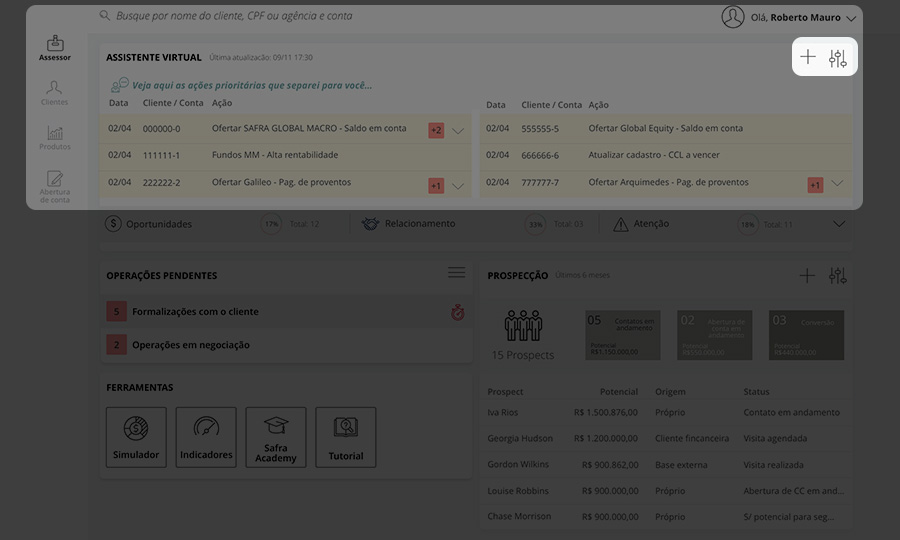 Busque por nome do cliente, CPF ou agência e conta
Olá, Roberto Mauro
Assessor
Clientes
Produtos
Abertura
de conta
ASSISTENTE VIRTUAL Última atualizacão: 09/11 17:30
Veja aqui as ações prioritárias que separei para você...
Data Cliente / Conta Ação
02/04 000000-0 Ofertar SAFRA GLOBAL MACRO - Saldo em conta +2
02/04 111111-1 Fundos MM - Alta rentabilidade
02/04 222222-2 Ofertar Galileo - Pag. de proventos +1
Data Cliente / Conta Ação
02/04 555555-5 Ofertar Global Equity - Saldo em conta
02/04 666666-6 Atualizar cadastro - CCL a vencer
02/04 777777-7 Ofertar Arquimedes - Pag. de proventos +1
$ Oportunidades 17% Total: 12
Relacionamento 33% Total: 03
Atenção 18% Total: 11
OPERAÇÕES PENDENTES
5 Formalizações com o cliente
2 Operações em negociação
FERRAMENTAS
Simulador
Indicadores
Safra
Academy
Tutorial
PROSPECÇÃO Últimos 6 meses
15 Prospects
05 Contatos em
andamento
Potencial
R$1.150.000,00
02 Abertura de
conta em
andamento
Potencial
R$550.000,00
03 Conversão
Potencial
R$440.000,00
Prospect Potencial Origem Status
Iva Rios R$ 1.500.876,00 Próprio Contato em andamento
Georgia Hudson R$ 1.200.000,00 Cliente fincanceira Visita agendada
Gordon Wilkins R$ 900.862,00 Base externa Visita realizada
Louise Robbins R$ 900.000,00 Próprio Abertura de CC em and...
Chase Morrison R$ 900.000,00 Próprio S/ potencial para seg...